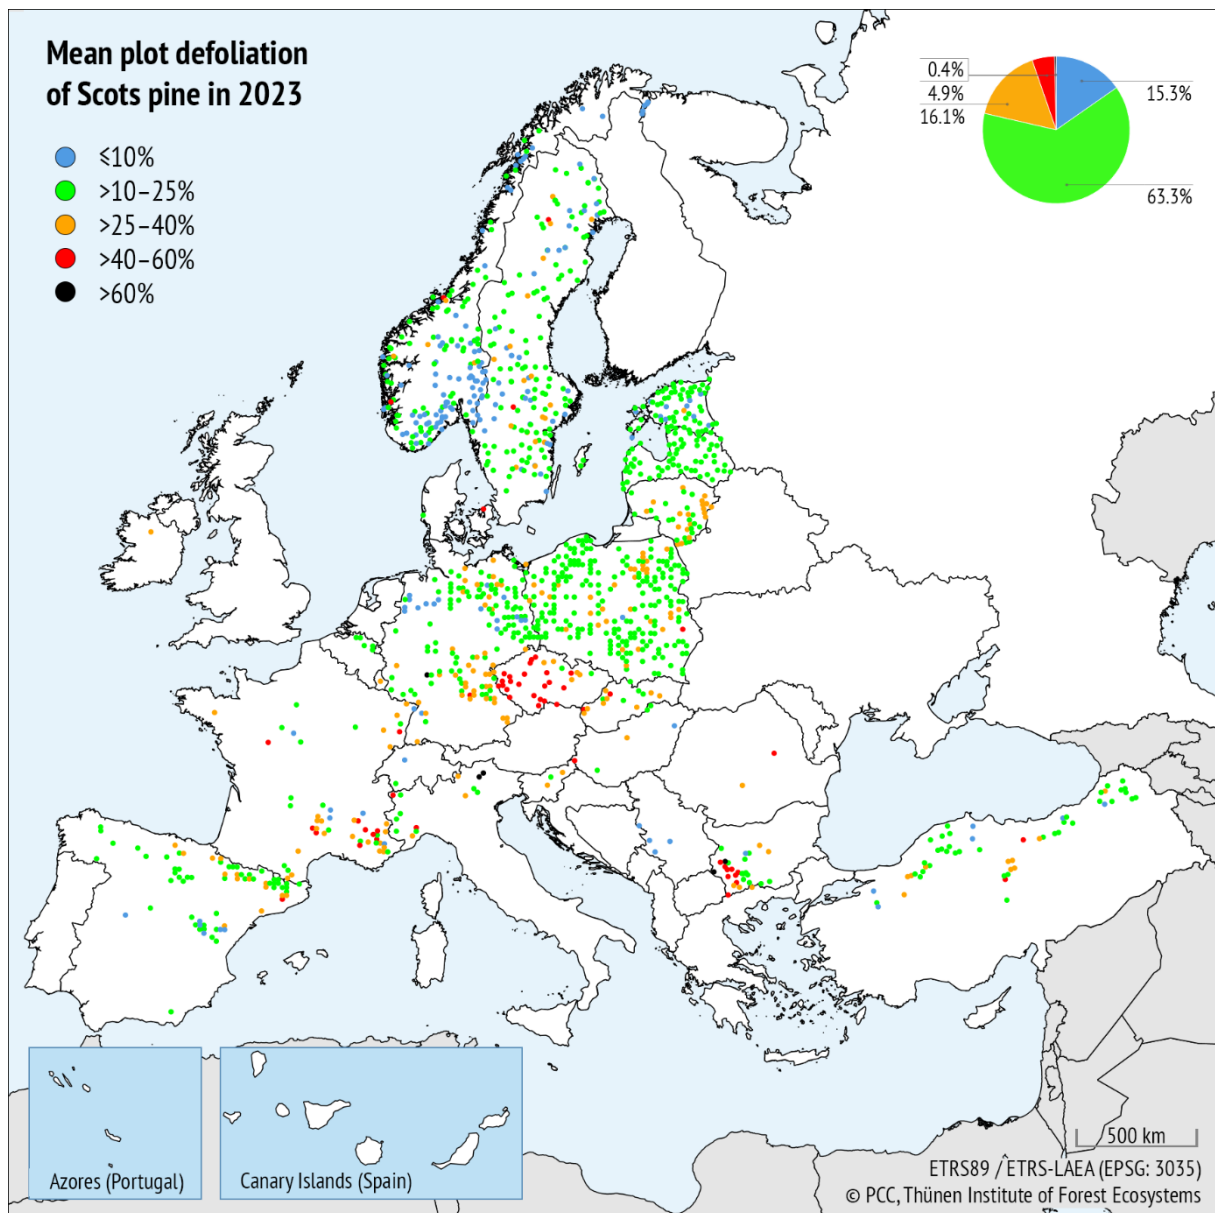 Mean plot defoliation
of Scots pine in 2023
≤10%
>10–25%
>25–40%
>40–60%
>60%
0.4%
4.9%
16.1%
15.3%
63.3%
Azores (Portugal)
Canary Islands (Spain)
500 km
ETRS89 / ETRS-LAEA (EPSG: 3035)
© PCC, Thünen Institute of Forest Ecosystems